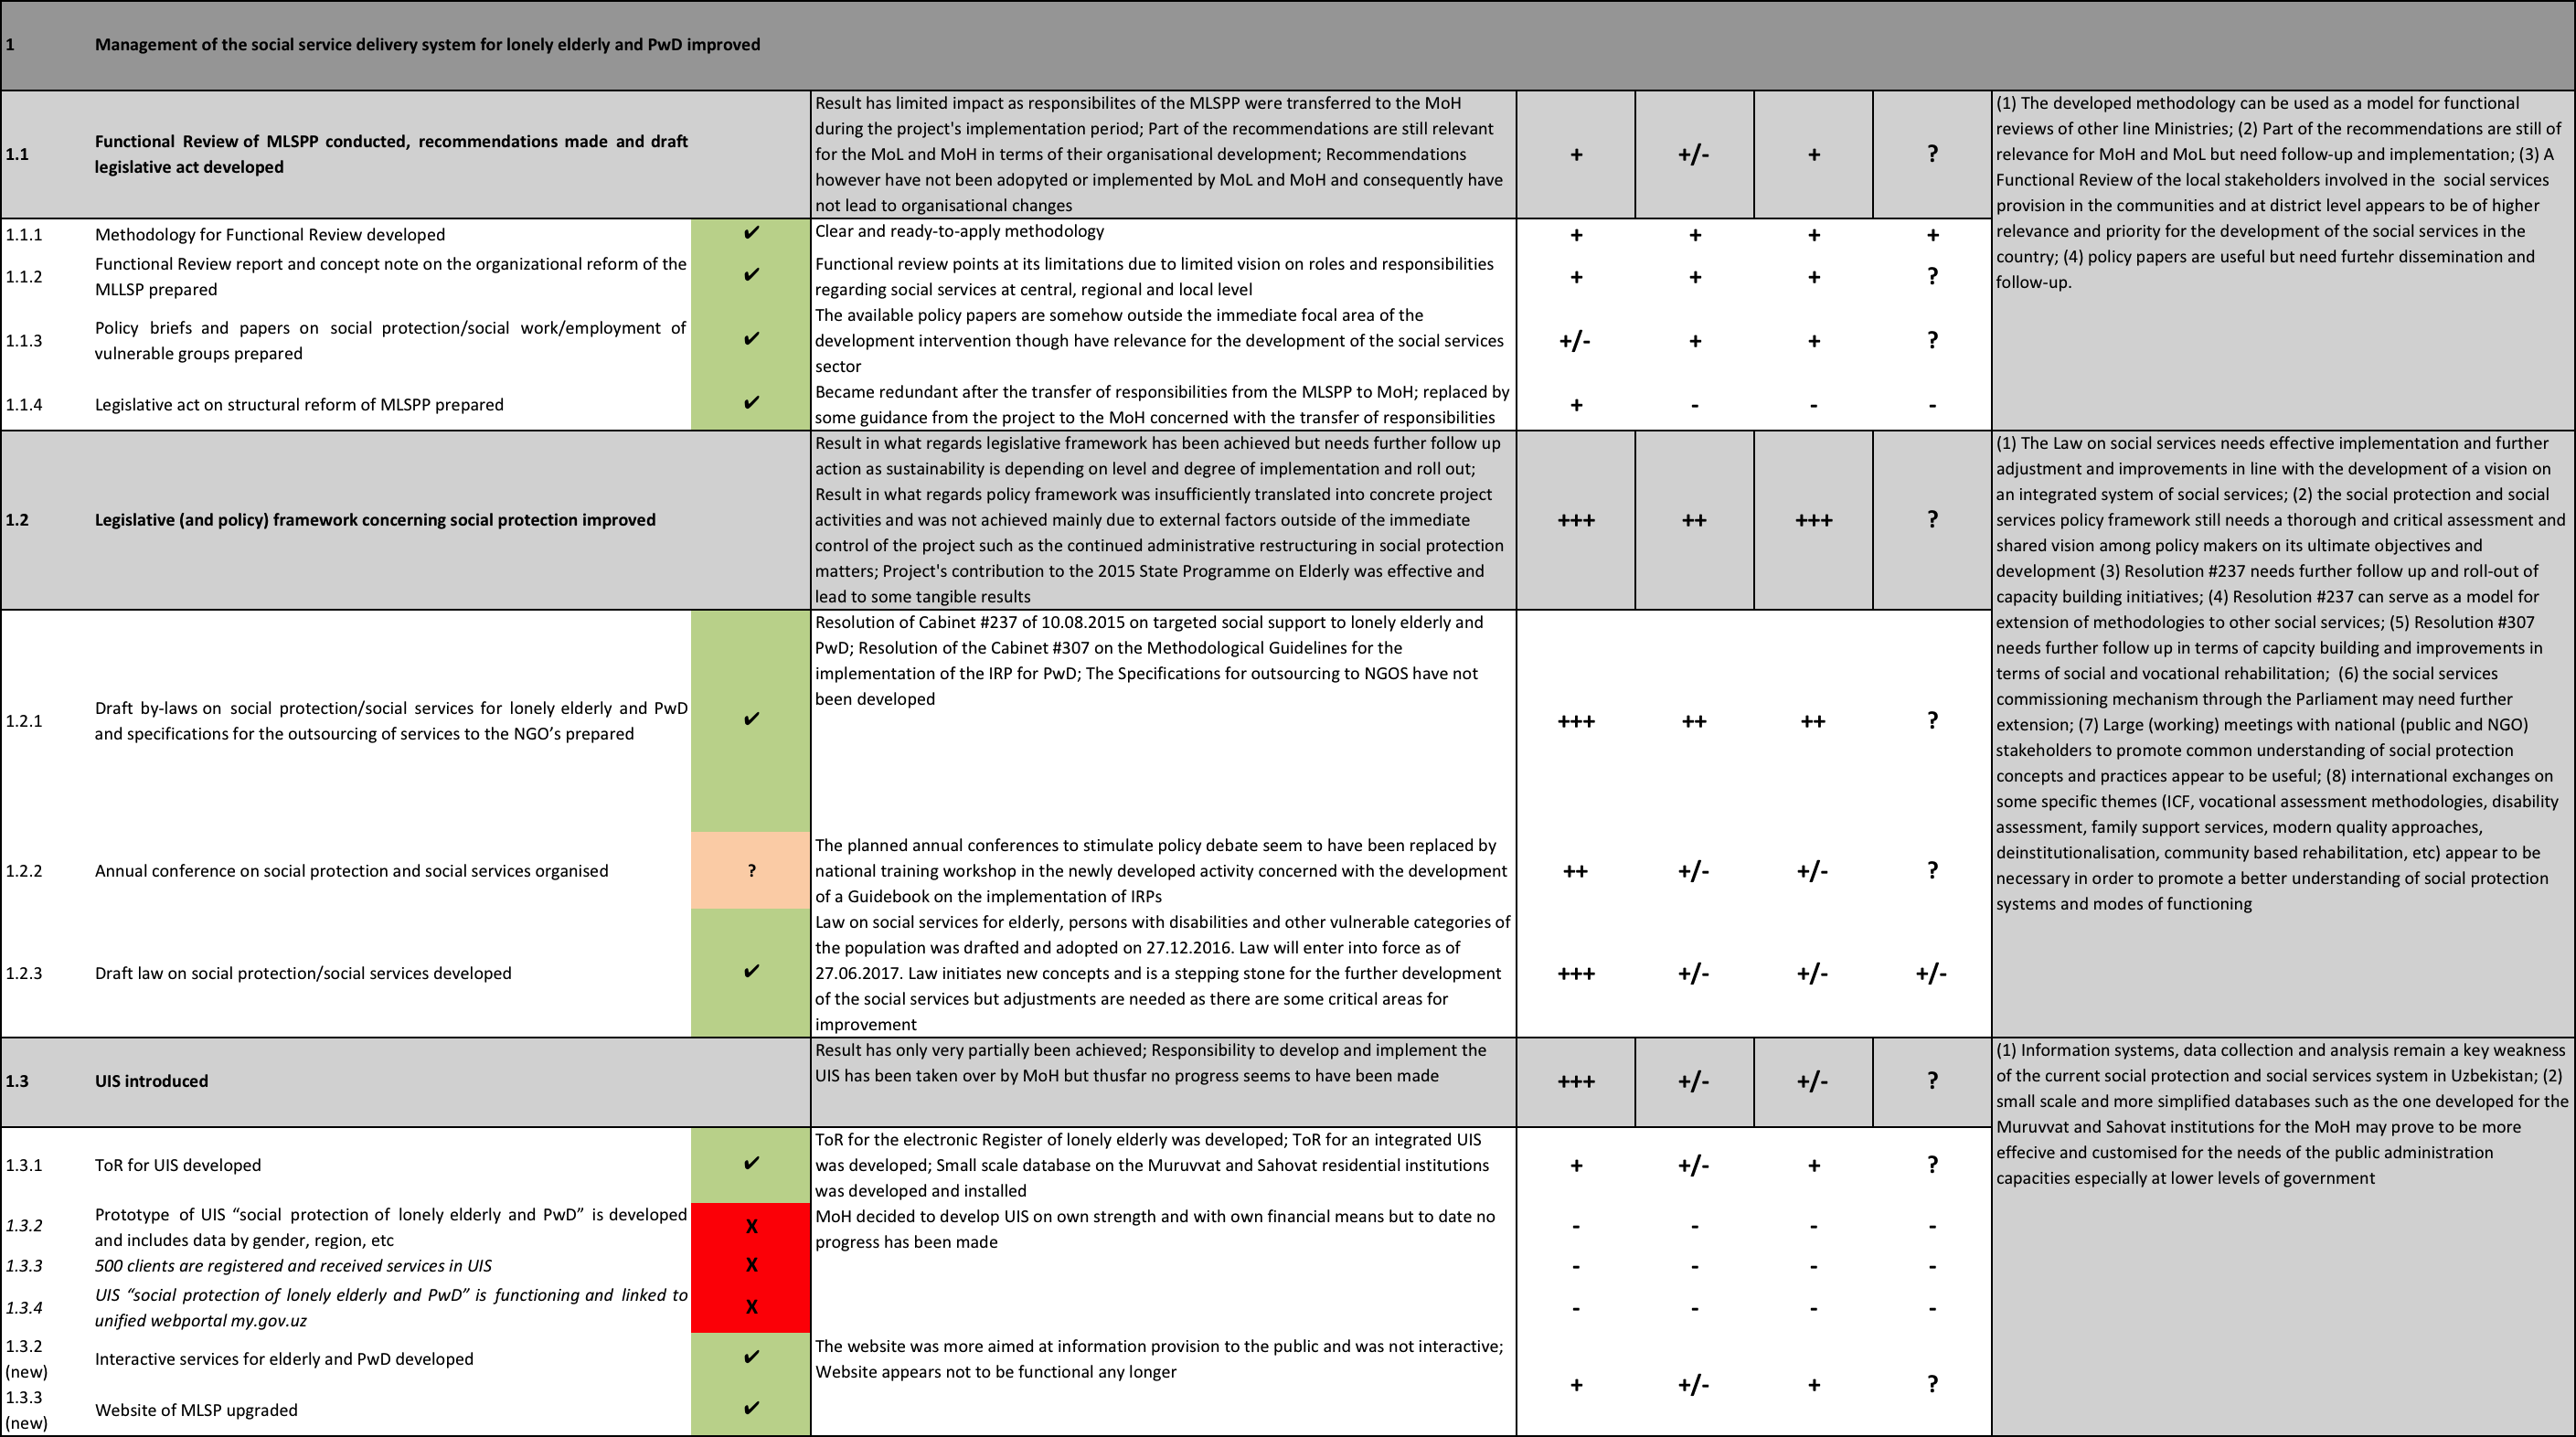 1 Management of the social service delivery system for lonely elderly and PwD improved
1.1
Functional Review of MLSPP conducted, recommendations made and draft
legislative act developed
Result has limited impact as responsibilites of the MLSPP were transferred to the MoH
during the project's implementation period; Part of the recommendations are still relevant
for the MoL and MoH in terms of their organisational development; Recommendations
however have not been adopyted or implemented by MoL and MoH and consequently have
not lead to organisational changes
+ +/- + ?
(1) The developed methodology can be used as a model for functional
reviews of other line Ministries; (2) Part of the recommendations are still of
relevance for MoH and MoL but need follow-up and implementation; (3) A
Functional Review of the local stakeholders involved in the social services
provision in the communities and at district level appears to be of higher
relevance and priority for the development of the social services in the
country; (4) policy papers are useful but need furtehr dissemination and
follow-up.
1.1.1 Methodology for Functional Review developed ✔ Clear and ready-to-apply methodology + + + +
1.1.2
Functional Review report and concept note on the organizational reform of the
MLLSP prepared
✔
Functional review points at its limitations due to limited vision on roles and responsibilities
regarding social services at central, regional and local level
+ + + ?
1.1.3
Policy briefs and papers on social protection/social work/employment of
vulnerable groups prepared
✔
The available policy papers are somehow outside the immediate focal area of the
development intervention though have relevance for the development of the social services
sector
+/- + + ?
1.1.4 Legislative act on structural reform of MLSPP prepared ✔
Became redundant after the transfer of responsibilities from the MLSPP to MoH; replaced by
some guidance from the project to the MoH concerned with the transfer of responsibilities
+ - - -
1.2 Legislative (and policy) framework concerning social protection improved
Result in what regards legislative framework has been achieved but needs further follow up
action as sustainability is depending on level and degree of implementation and roll out;
Result in what regards policy framework was insufficiently translated into concrete project
activities and was not achieved mainly due to external factors outside of the immediate
control of the project such as the continued administrative restructuring in social protection
matters; Project's contribution to the 2015 State Programme on Elderly was effective and
lead to some tangible results
+++ ++ +++ ?
(1) The Law on social services needs effective implementation and further
adjustment and improvements in line with the development of a vision on
an integrated system of social services; (2) the social protection and social
services policy framework still needs a thorough and critical assessment and
shared vision among policy makers on its ultimate objectives and
development (3) Resolution #237 needs further follow up and roll-out of
capacity building initiatives; (4) Resolution #237 can serve as a model for
extension of methodologies to other social services; (5) Resolution #307
needs further follow up in terms of capcity building and improvements in
terms of social and vocational rehabilitation; (6) the social services
commissioning mechanism through the Parliament may need further
extension; (7) Large (working) meetings with national (public and NGO)
stakeholders to promote common understanding of social protection
concepts and practices appear to be useful; (8) international exchanges on
some specific themes (ICF, vocational assessment methodologies, disability
assessment, family support services, modern quality approaches,
deinstitutionalisation, community based rehabilitation, etc) appear to be
necessary in order to promote a better understanding of social protection
systems and modes of functioning
1.2.1
Draft by-laws on social protection/social services for lonely elderly and PwD
and specifications for the outsourcing of services to the NGO's prepared
✔
Resolution of Cabinet #237 of 10.08.2015 on targeted social support to lonely elderly and
PwD; Resolution of the Cabinet #307 on the Methodological Guidelines for the
implementation of the IRP for PwD; The Specifications for outsourcing to NGOS have not
been developed
+++ ++ ++ ?
1.2.2 Annual conference on social protection and social services organised ?
The planned annual conferences to stimulate policy debate seem to have been replaced by
national training workshop in the newly developed activity concerned with the development
of a Guidebook on the implementation of IRPs
++ +/- +/- ?
1.2.3 Draft law on social protection/social services developed ✔
Law on social services for elderly, persons with disabilities and other vulnerable categories of
the population was drafted and adopted on 27.12.2016. Law will enter into force as of
27.06.2017. Law initiates new concepts and is a stepping stone for the further development
of the social services but adjustments are needed as there are some critical areas for
improvement
+++ +/- +/- +/-
1.3 UIS introduced
Result has only very partially been achieved; Responsibility to develop and implement the
UIS has been taken over by MoH but thusfar no progress seems to have been made
+++ +/- +/- ?
(1) Information systems, data collection and analysis remain a key weakness
of the current social protection and social services system in Uzbekistan; (2)
small scale and more simplified databases such as the one developed for the
Muruvvat and Sahovat institutions for the MoH may prove to be more
effecive and customised for the needs of the public administration
capacities especially at lower levels of government
1.3.1 ToR for UIS developed ✔
ToR for the electronic Register of lonely elderly was developed; ToR for an integrated UIS
was developed; Small scale database on the Muruvvat and Sahovat residential institutions
was developed and installed
+ +/- + ?
1.3.2
Prototype of UIS “social protection of lonely elderly and PwD” is developed
and includes data by gender, region, etc
X
MoH decided to develop UIS on own strength and with own financial means but to date no
progress has been made
- - - -
1.3.3 500 clients are registered and received services in UIS X - - - -
1.3.4
UIS “social protection of lonely elderly and PwD” is functioning and linked to
unified webportal my.gov.uz
X - - - -
1.3.2
(new)
Interactive services for elderly and PwD developed ✔
The website was more aimed at information provision to the public and was not interactive;
Website appears not to be functional any longer
+ +/- + ?
1.3.3
(new)
Website of MLSP upgraded ✔